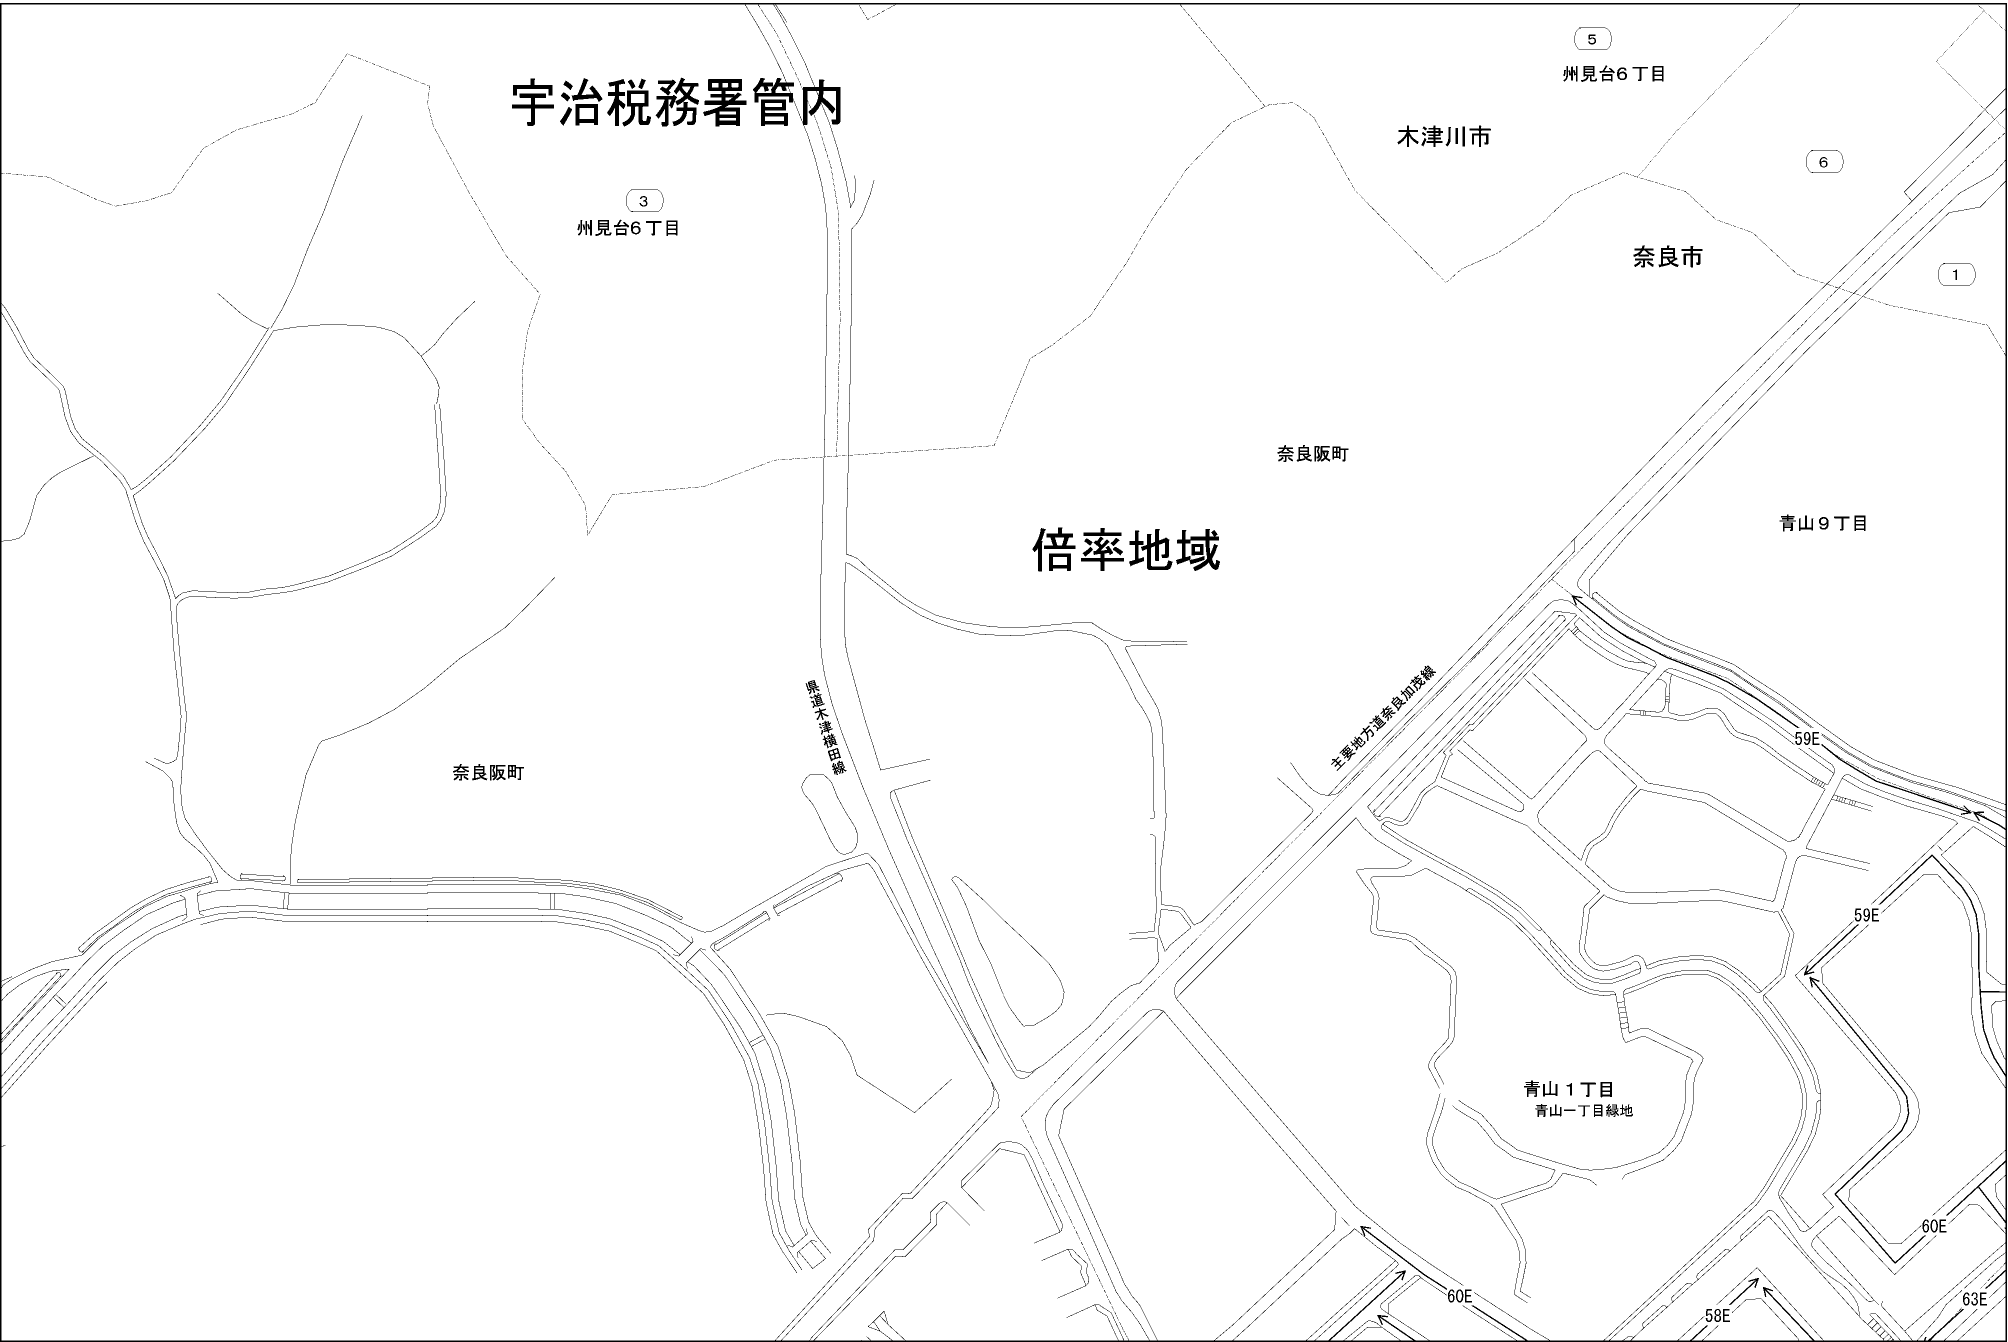 5
州見台6丁目
宇治税務署管内
木津川市
6
3
州見台6丁目
奈良市
1
奈良阪町
青山9丁目
倍率地域
主要地方道奈良加茂線
県道木津横田線
59E
奈良阪町
59E
青山1丁目
青山一丁目緑地
60E
60E
63E
58E